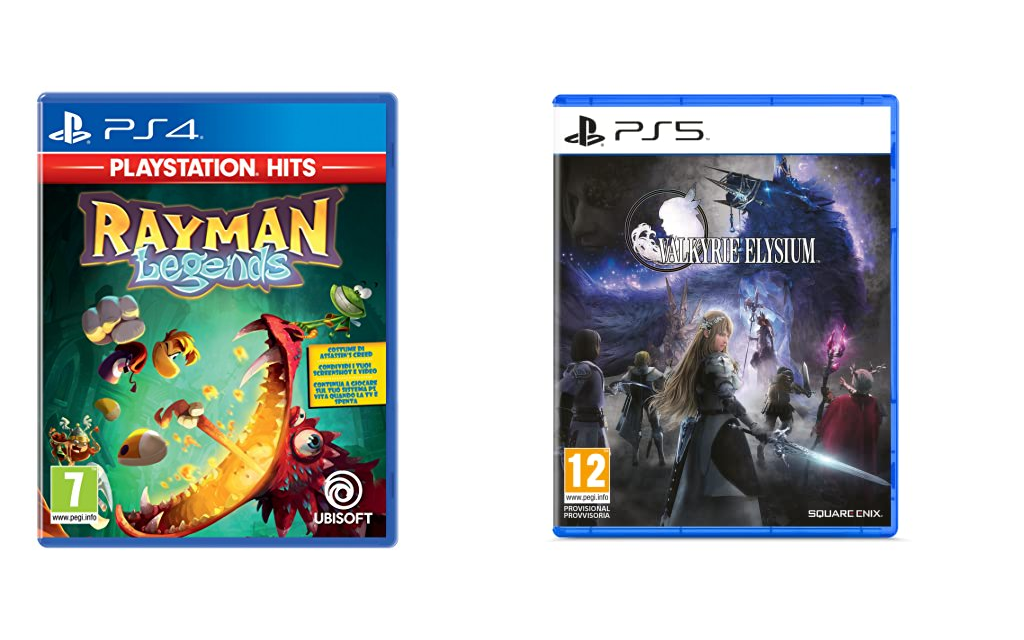 PS4
PLAYSTATION HITS
RAYMAN
Legends
COSTUME DI
ASSASSIN'S CREED
CONDIVIDI I TUOI
SCREENSHOT E VIDEO
CONTINUA A GIOCARE
SUL TUO SISTEMA PS
VITA QUANDO LA TV È
SPENTA
7
www.pegi.info
UBISOFT
PS5
VALKYRIE ELYSIUM
12
www.pegi.info
PROVISIONAL
PROVVISORIA
SQUARE ENIX